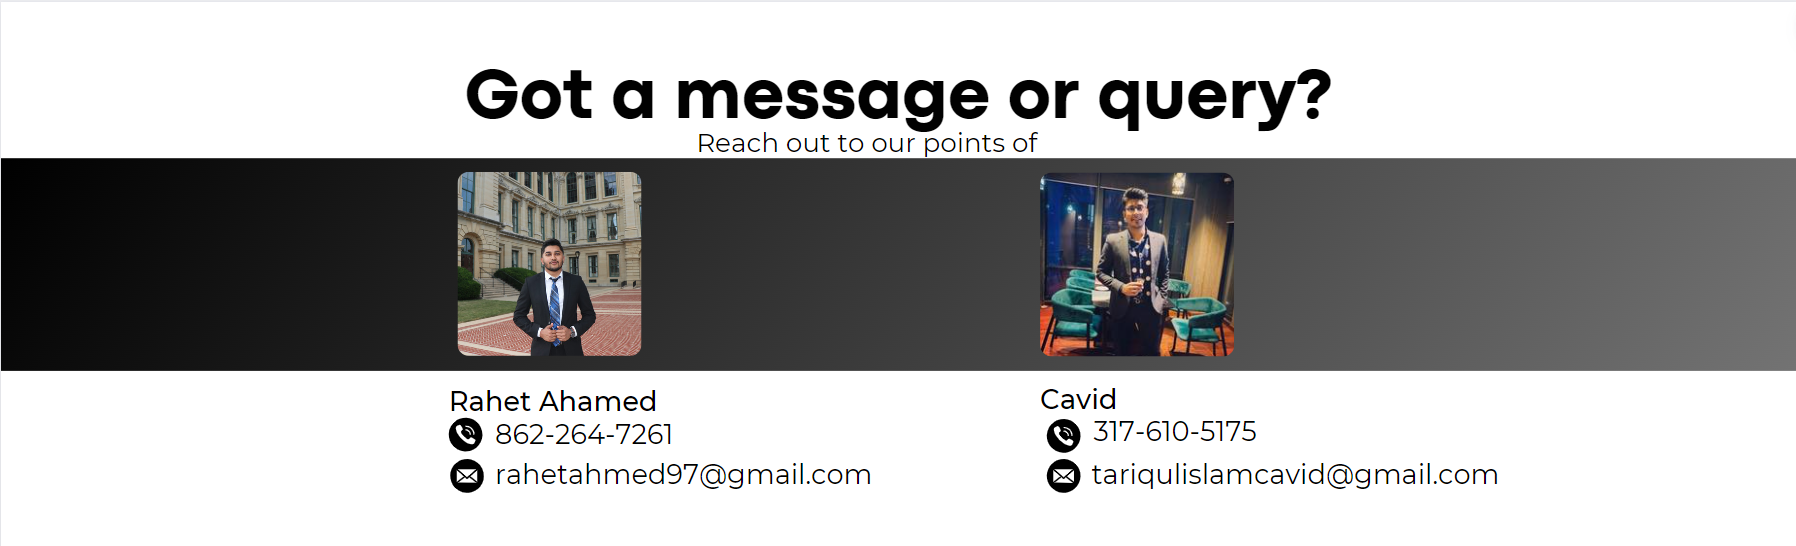 Got a message or query?
Reach out to our points of
Rahet Ahamed
862-264-7261
rahetahmed97@gmail.com
Cavid
317-610-5175
tariqulislamcavid@gmail.com